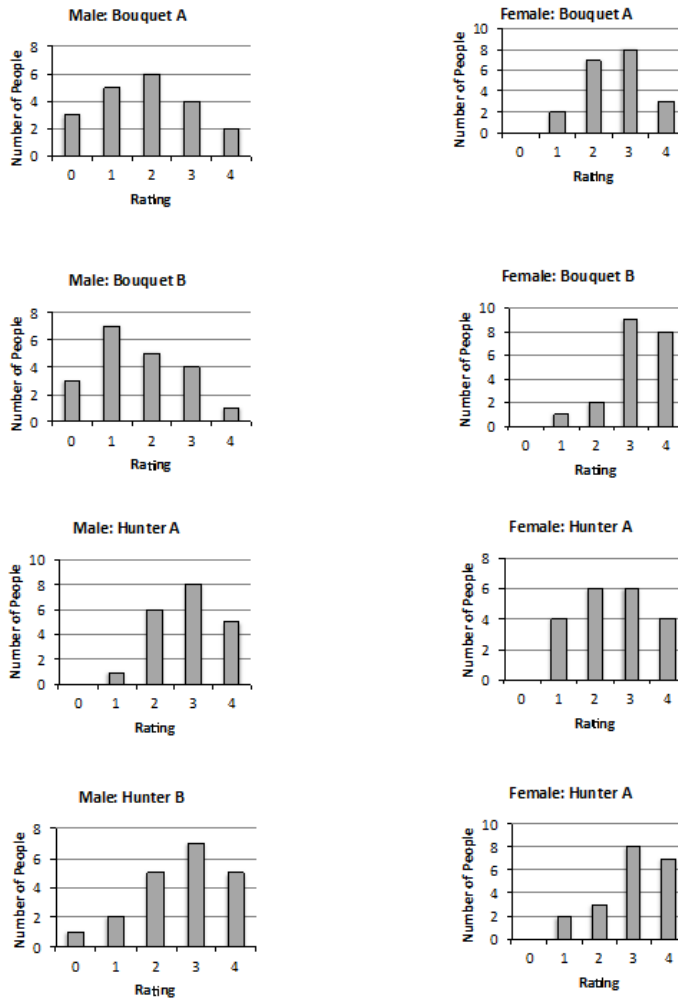 Male: Bouquet A
Number of People
8
6
4
2
0
0 1 2 3 4
Rating
Female: Bouquet A
Number of People
10
8
6
4
2
0
0 1 2 3 4
Rating
Male: Bouquet B
Number of People
8
6
4
2
0
0 1 2 3 4
Rating
Female: Bouquet B
Number of People
10
8
6
4
2
0
0 1 2 3 4
Rating
Male: Hunter A
Number of People
10
8
6
4
2
0
0 1 2 3 4
Rating
Female: Hunter A
Number of People
8
6
4
2
0
0 1 2 3 4
Rating
Male: Hunter B
Number of People
8
6
4
2
0
0 1 2 3 4
Rating
Female: Hunter A
Number of People
10
8
6
4
2
0
0 1 2 3 4
Rating